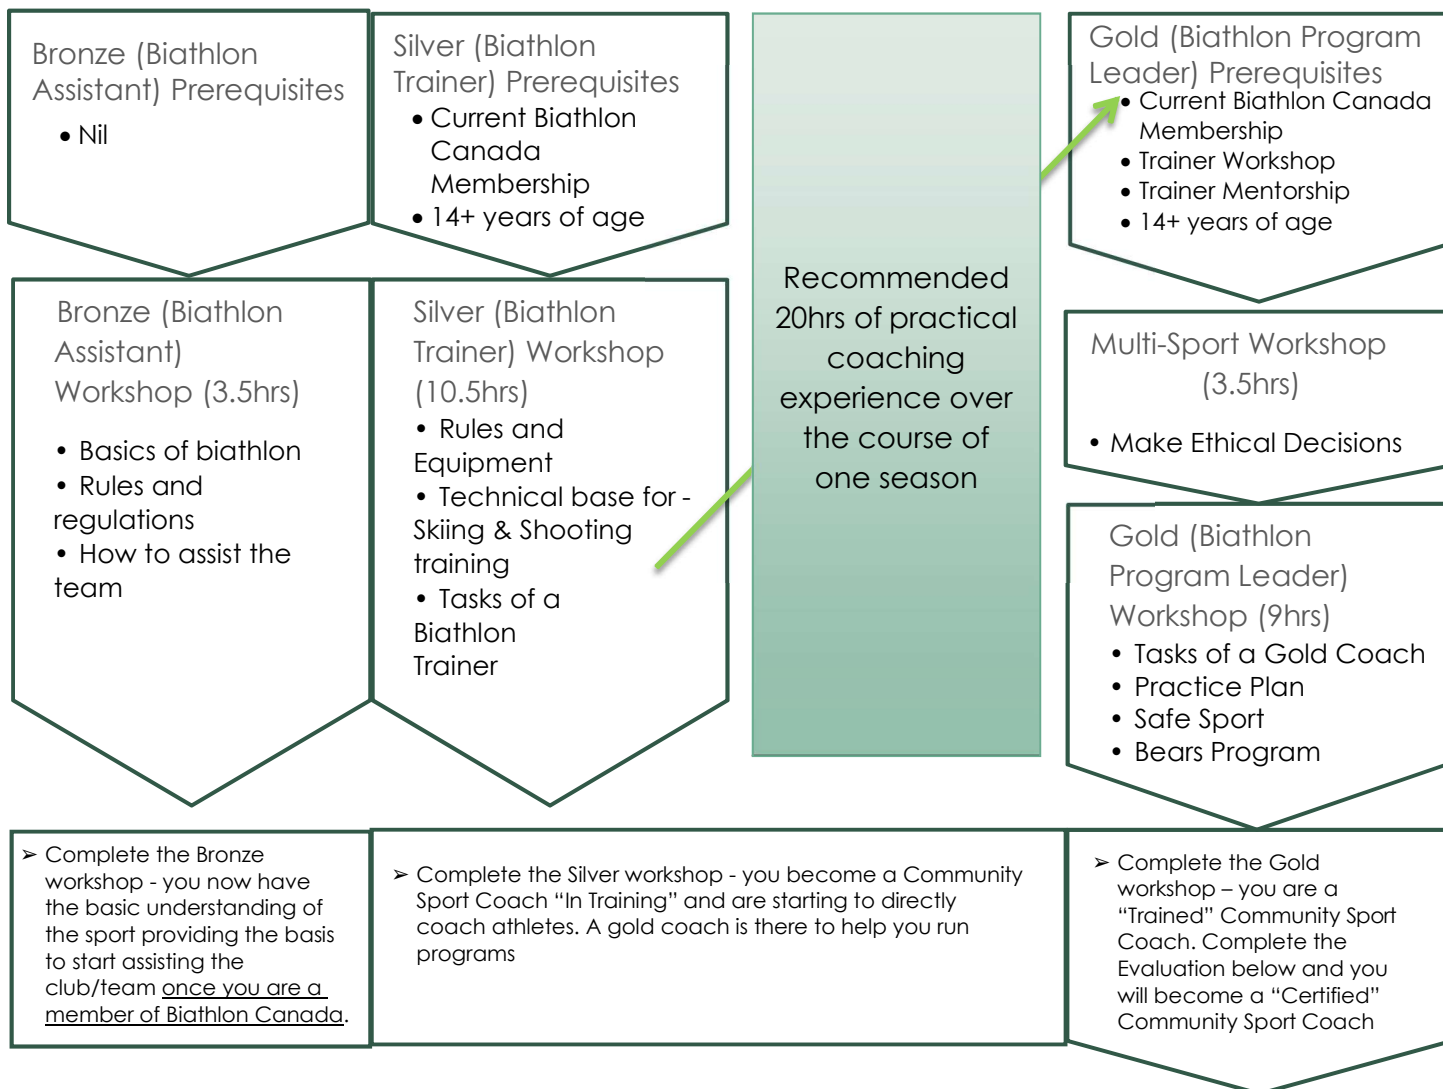 Bronze (Biathlon
Assistant) Prerequisites
• Nil
Silver (Biathlon
Trainer) Prerequisites
• Current Biathlon
Canada
Membership
• 14+ years of age
Gold (Biathlon Program
Leader) Prerequisites
• Current Biathlon Canada
Membership
• Trainer Workshop
• Trainer Mentorship
• 14+ years of age
Bronze (Biathlon
Assistant)
Workshop (3.5hrs)
• Basics of biathlon
• Rules and
regulations
• How to assist the
team
Silver (Biathlon
Trainer) Workshop
(10.5hrs)
• Rules and
Equipment
• Technical base for -
Skiing & Shooting
training
• Tasks of a
Biathlon
Trainer
Recommended
20hrs of practical
coaching
experience over
the course of
one season
Multi-Sport Workshop
(3.5hrs)
• Make Ethical Decisions
Gold (Biathlon
Program Leader)
Workshop (9hrs)
• Tasks of a Gold Coach
• Practice Plan
• Safe Sport
• Bears Program
➢ Complete the Bronze
workshop - you now have
the basic understanding of
the sport providing the basis
to start assisting the
club/team once you are a
member of Biathlon Canada.
➢ Complete the Silver workshop - you become a Community
Sport Coach “In Training” and are starting to directly
coach athletes. A gold coach is there to help you run
programs
➢ Complete the Gold
workshop – you are a
“Trained” Community Sport
Coach. Complete the
Evaluation below and you
will become a “Certified”
Community Sport Coach